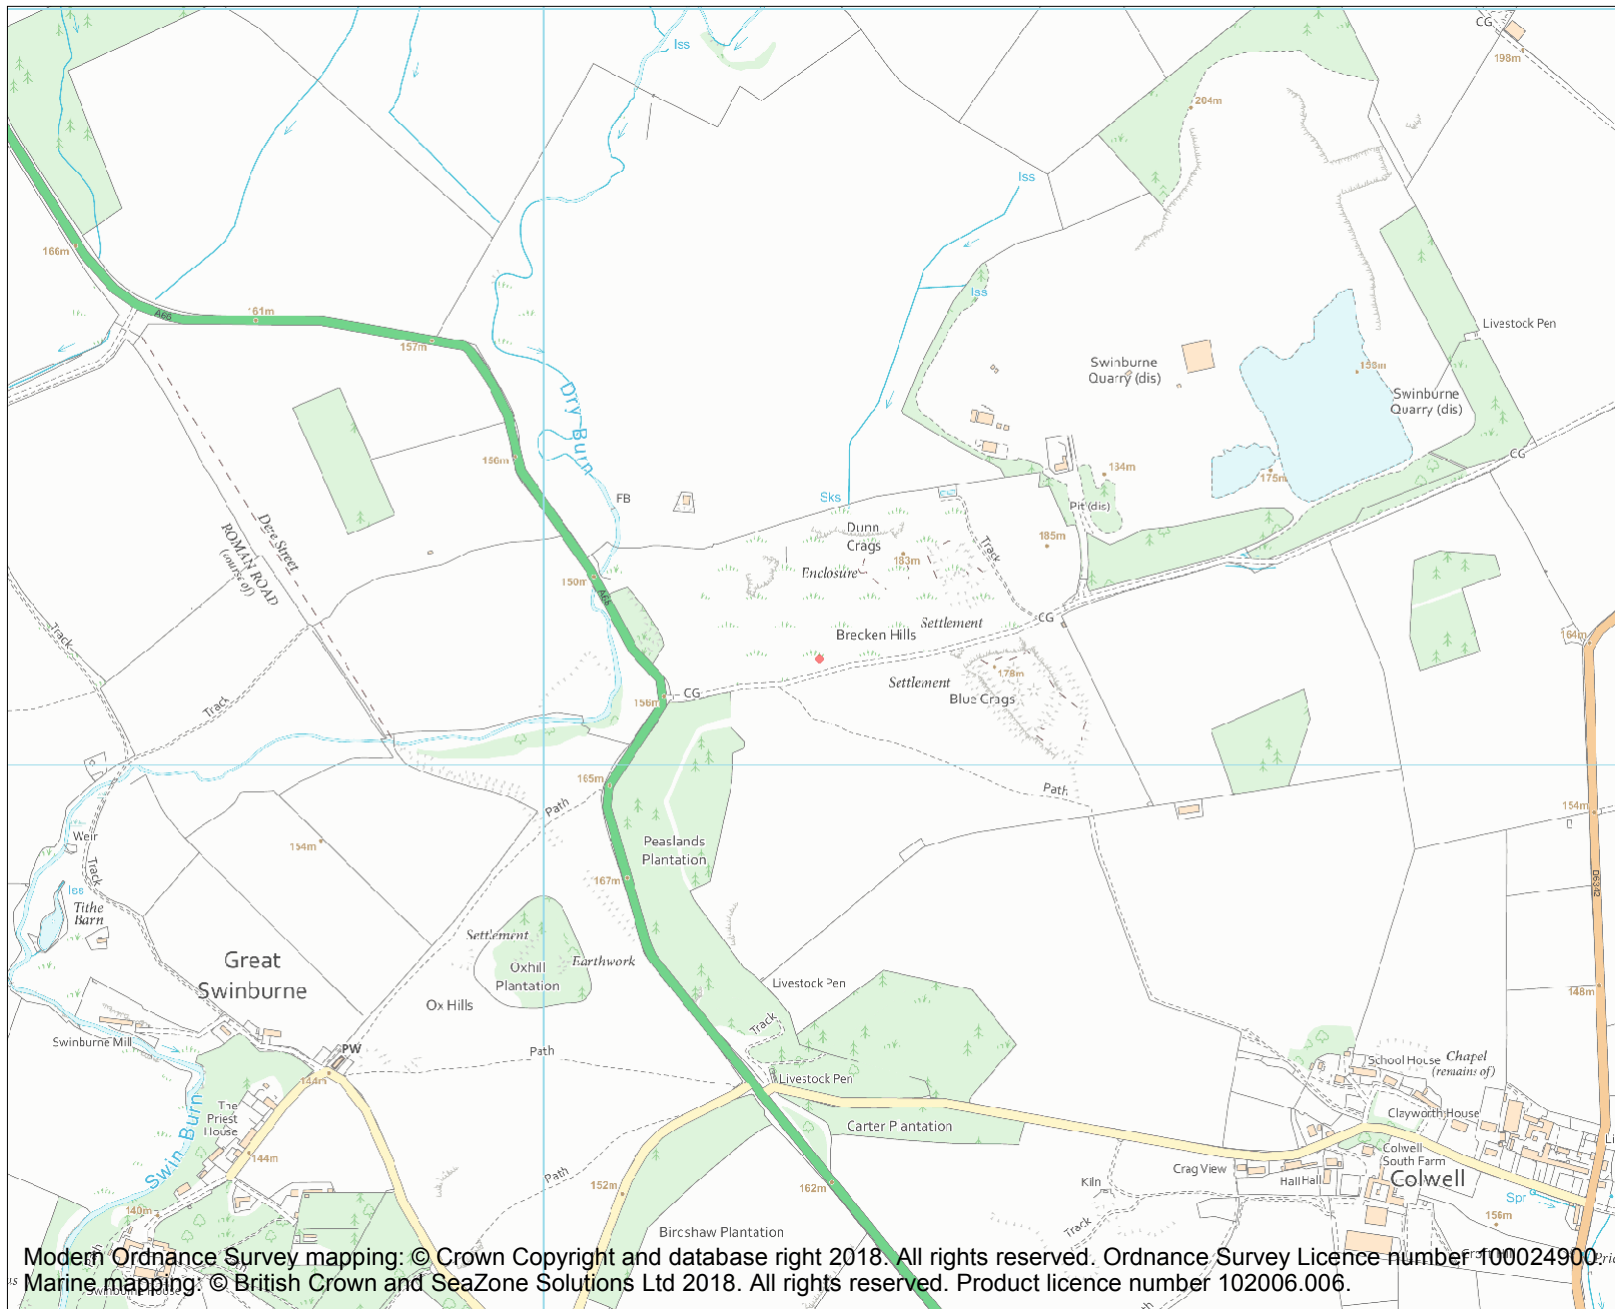 Iss
CG
198m
204m
Iss
166m
A68
161m
157m
Iss
Livestock Pen
Swinburne
Quarry (dis)
158m
Swinburne
Quarry (dis)
Dry Burn
150m
CG
184m
175m
FB
Sks
Pit (dis)
Dere Street
ROMAN ROAD
(course of)
Dunn
Crags
183m
185m
Track
Enclosure
150m
A68
Track
Settlement
CG
Brecken Hills
164m
Settlement
178m
Blue Crags
Track
CG
156m
165m
Path
Path
154m
Weir
154m
Track
Peaslands
Plantation
167m
B6342
Iss
Tithe
Barn
Settlement
Earthwork
Great
Swinburne
Oxhill
Plantation
Ox Hills
Livestock Pen
148m
Track
Swinburne Mill
PW
Path
144m
Livestock Pen
School House
Chapel
(remains of)
The
Priest
House
Clayworth House
Carter Plantation
Swin Burn
144m
Colwell
South Farm
Crag View
Hall
Hall
Colwell
Path
152m
162m
Kiln
Spr
140m
Track
156m
Bircshaw Plantation
Modern Ordnance Survey mapping: © Crown Copyright and database right 2018. All rights reserved. Ordnance Survey Licence number 100024900.
Marine mapping: © British Crown and SeaZone Solutions Ltd 2018. All rights reserved. Product licence number 102006.006.
Swinburne House
Track